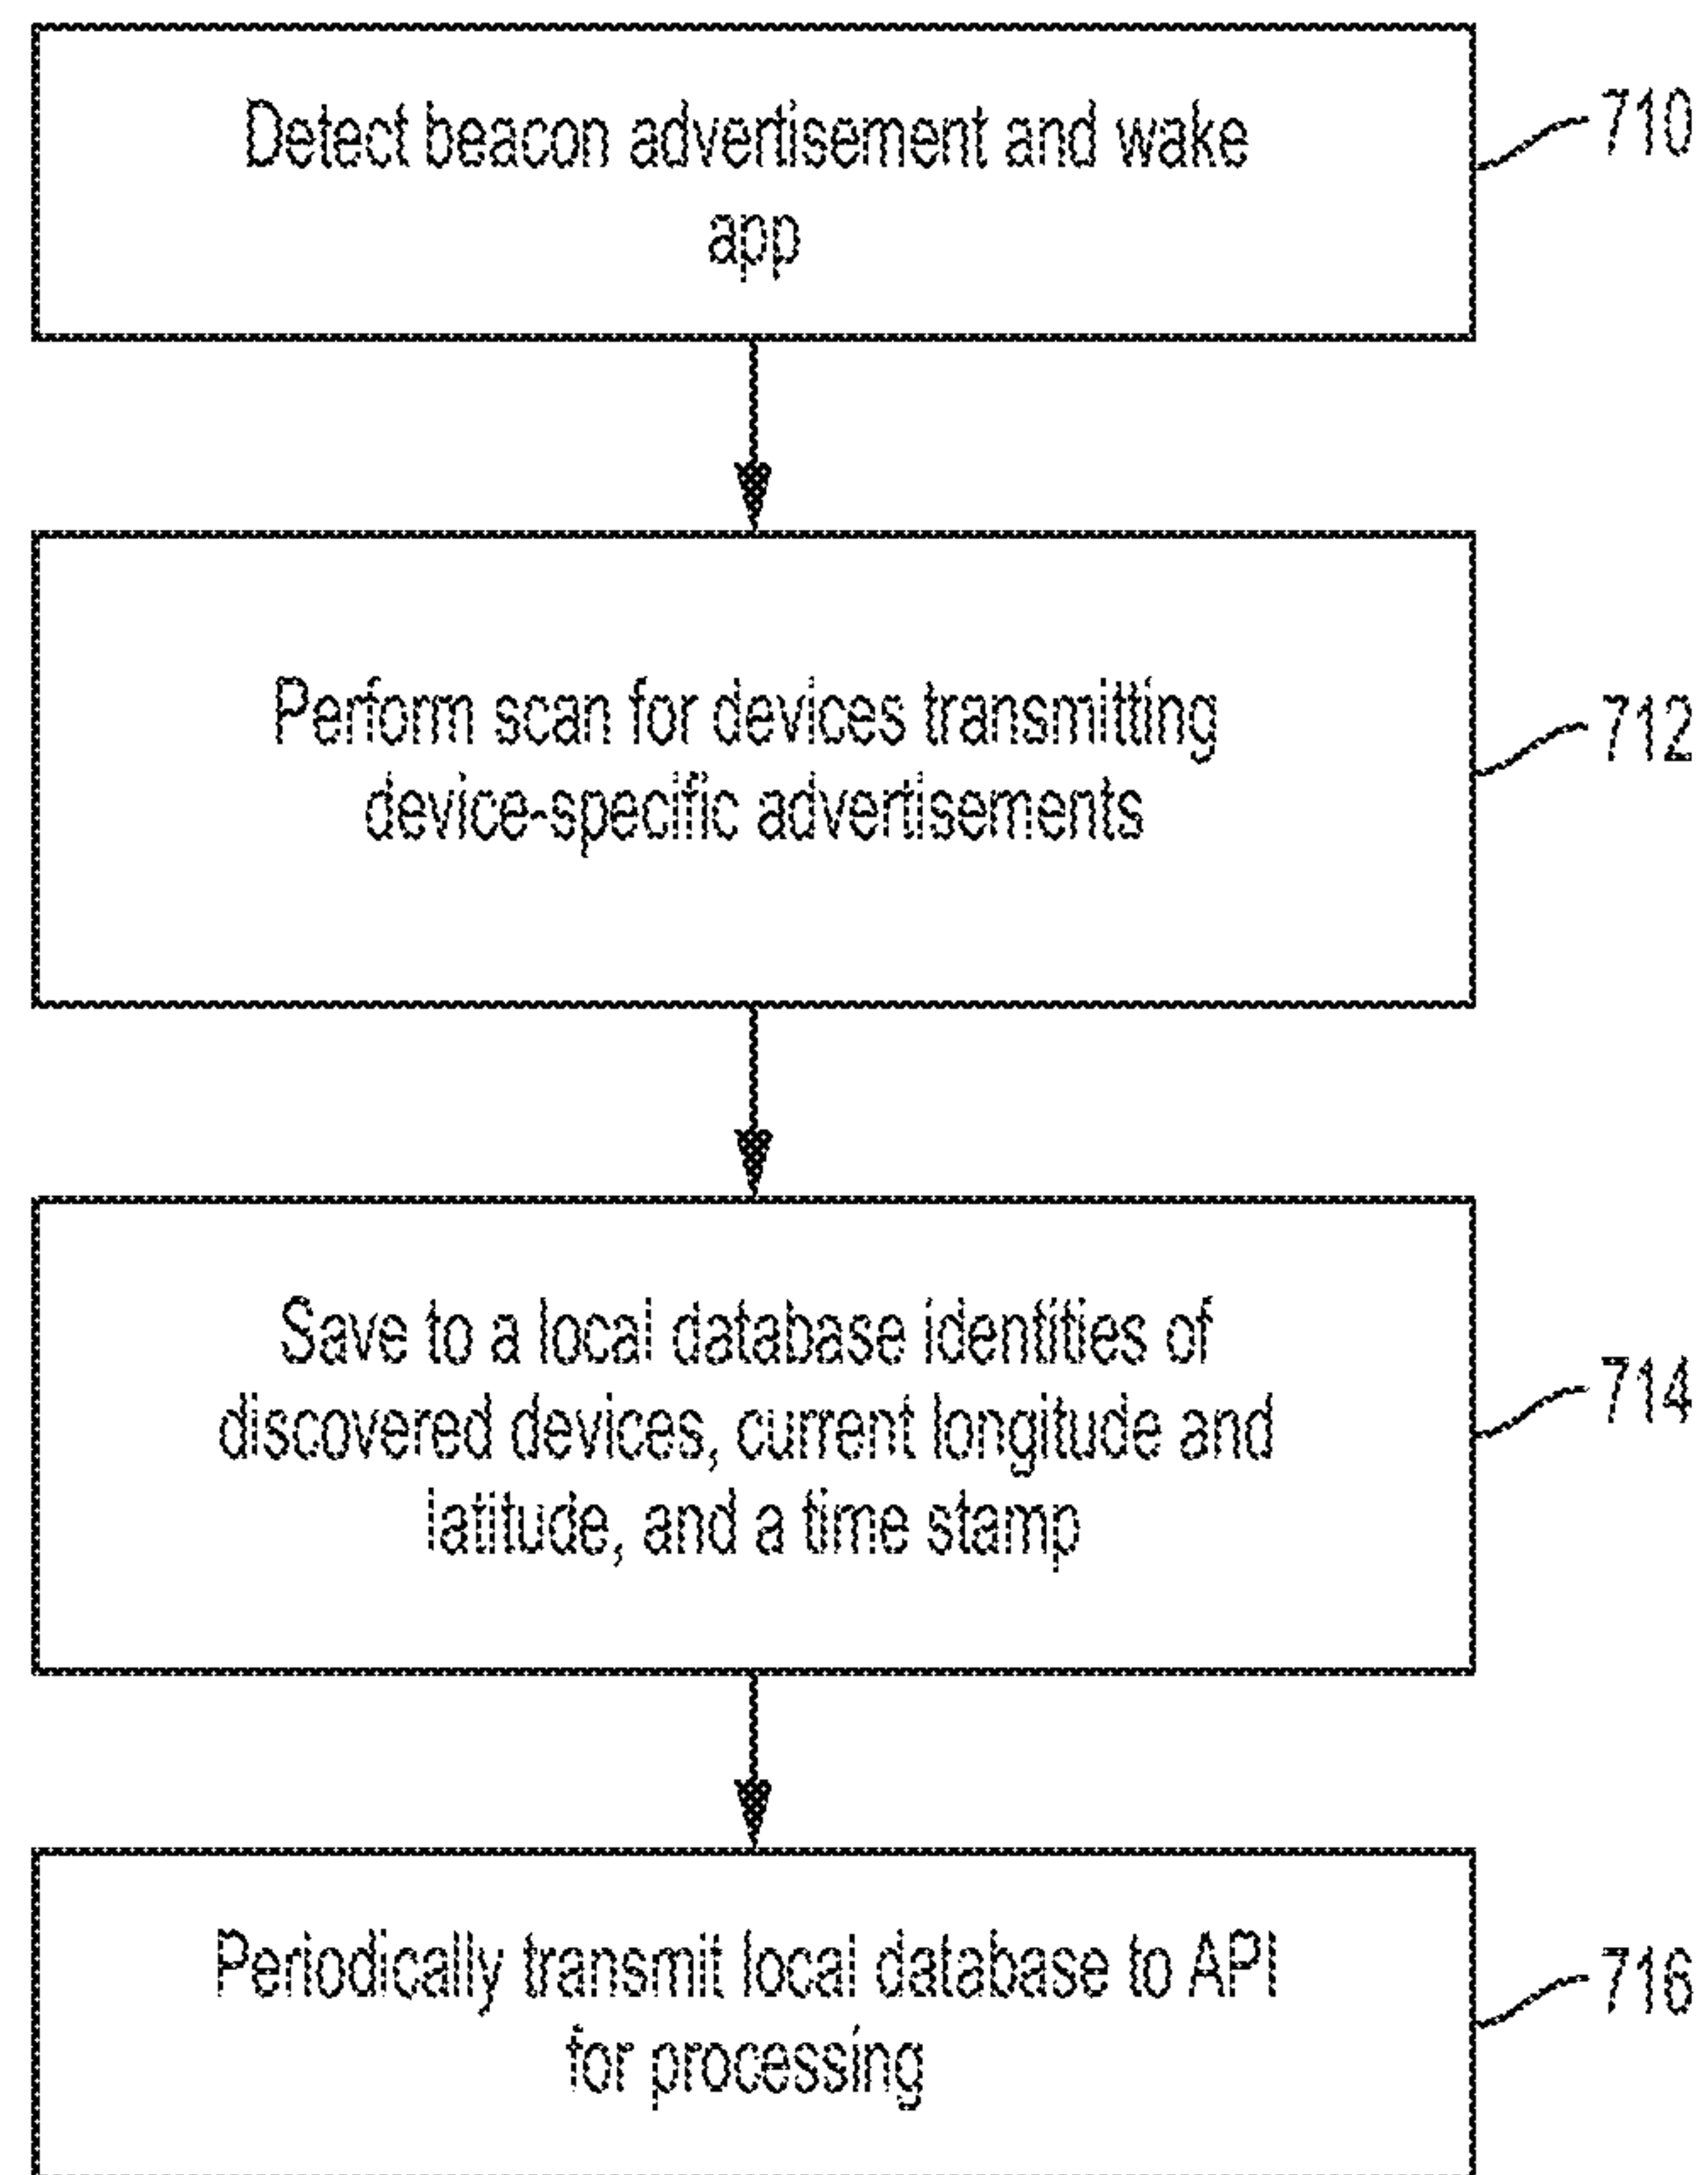 Detect beacon advertisement and wake
app
710
Perform scan for devices transmitting
device-specific advertisements
712
Save to a local database identities of
discovered devices, current longitude and
latitude, and a time stamp
714
Periodically transmit local database to API
for processing
716